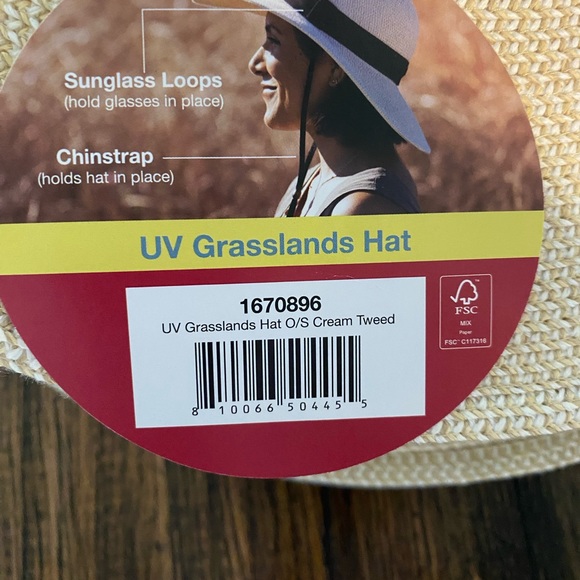 Sunglass Loops
(hold glasses in place)
Chinstrap
(holds hat in place)
UV Grasslands Hat
1670896
UV Grasslands Hat O/S Cream Tweed
8 10066 50445 5
FSC
MIX
Paper
FSC™ C117316